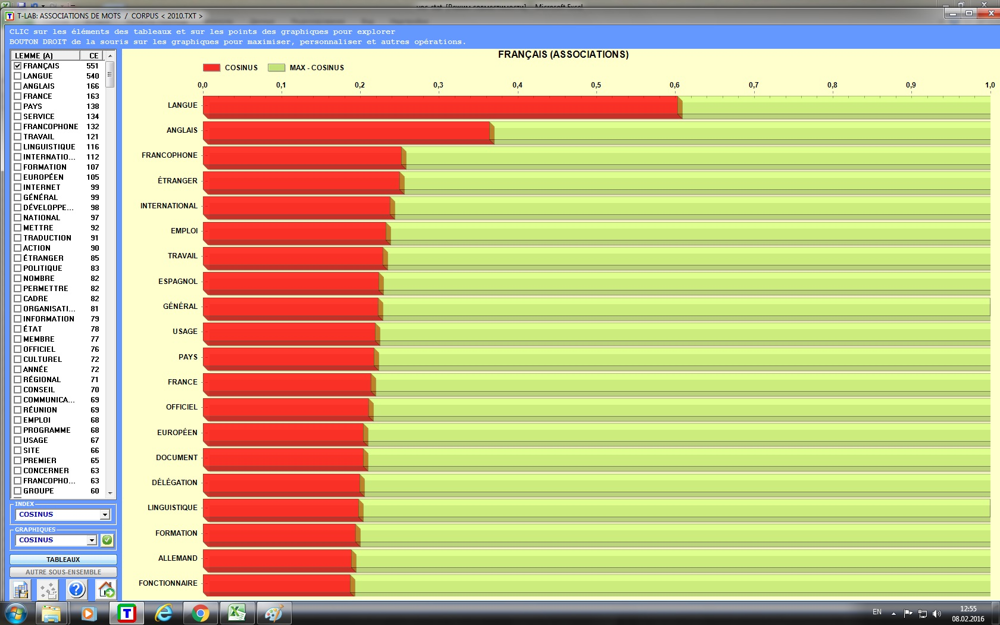 voc-stat [Режим совместимости] - Microsoft Excel
T-LAB: ASSOCIATIONS DE MOTS / CORPUS < 2010.TXT >
CLIC sur les éléments des tableaux et sur les points des graphiques pour explorer
BOUTON DROIT de la souris sur les graphiques pour maximiser, personnaliser et autres opérations.
LEMME (A) CE
FRANÇAIS 551
LANGUE 540
ANGLAIS 166
FRANCE 163
PAYS 138
SERVICE 134
FRANCOPHONE 132
TRAVAIL 121
LINGUISTIQUE 116
INTERNATIO... 112
FORMATION 107
EUROPÉEN 105
INTERNET 99
GÉNÉRAL 99
DÉVELOPPE... 98
NATIONAL 97
METTRE 92
TRADUCTION 91
ACTION 90
ÉTRANGER 85
POLITIQUE 83
NOMBRE 82
PERMETTRE 82
CADRE 82
ORGANISATI... 81
INFORMATION 79
ÉTAT 78
MEMBRE 77
OFFICIEL 76
CULTUREL 72
ANNÉE 72
RÉGIONAL 71
CONSEIL 70
COMMUNICA... 69
RÉUNION 69
EMPLOI 68
PROGRAMME 68
USAGE 67
SITE 66
PREMIER 65
CONCERNER 63
FRANCOPHO... 63
GROUPE 60
INDEX
COSINUS
GRAPHIQUES
COSINUS
TABLEAUX
AUTRE SOUS-ENSEMBLE
FRANÇAIS (ASSOCIATIONS)
COSINUS MAX - COSINUS
0,0 0,1 0,2 0,3 0,4 0,5 0,6 0,7 0,8 0,9 1,0
LANGUE
ANGLAIS
FRANCOPHONE
ÉTRANGER
INTERNATIONAL
EMPLOI
TRAVAIL
ESPAGNOL
GÉNÉRAL
USAGE
PAYS
FRANCE
OFFICIEL
EUROPÉEN
DOCUMENT
DÉLÉGATION
LINGUISTIQUE
FORMATION
ALLEMAND
FONCTIONNAIRE
EN
12:55
08.02.2016